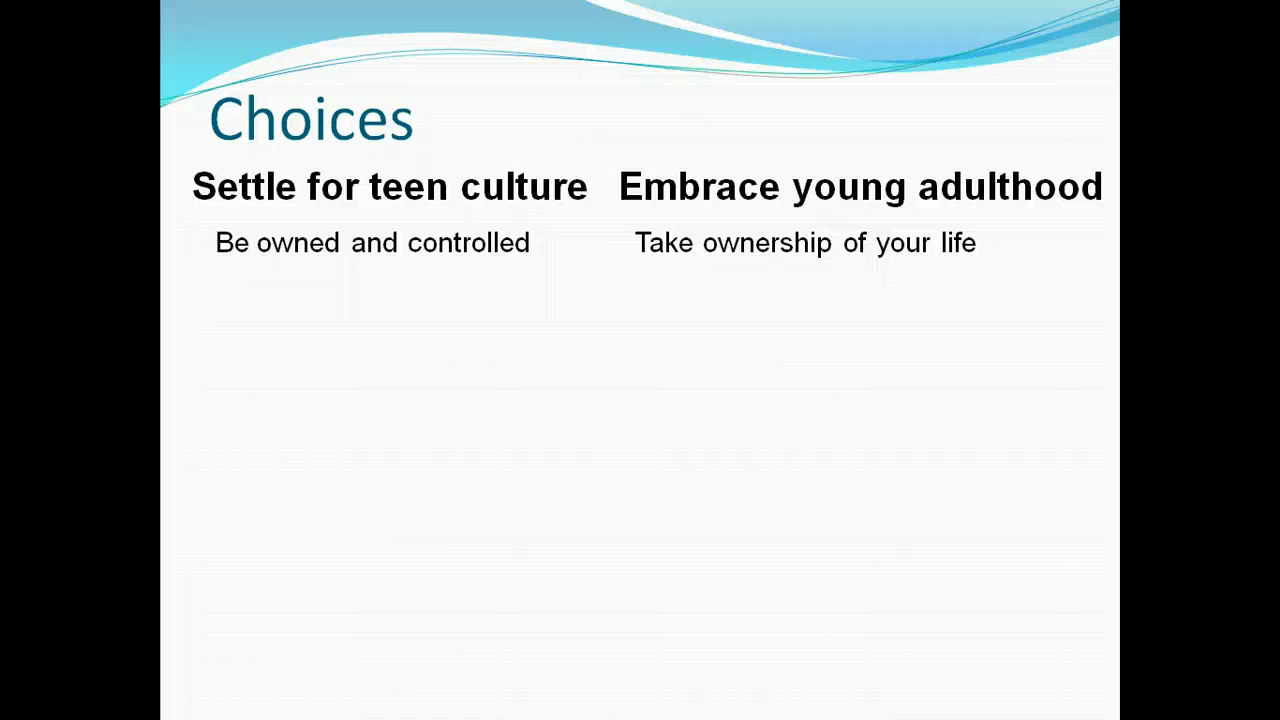 Choices
Settle for teen culture Embrace young adulthood
Be owned and controlled Take ownership of your life